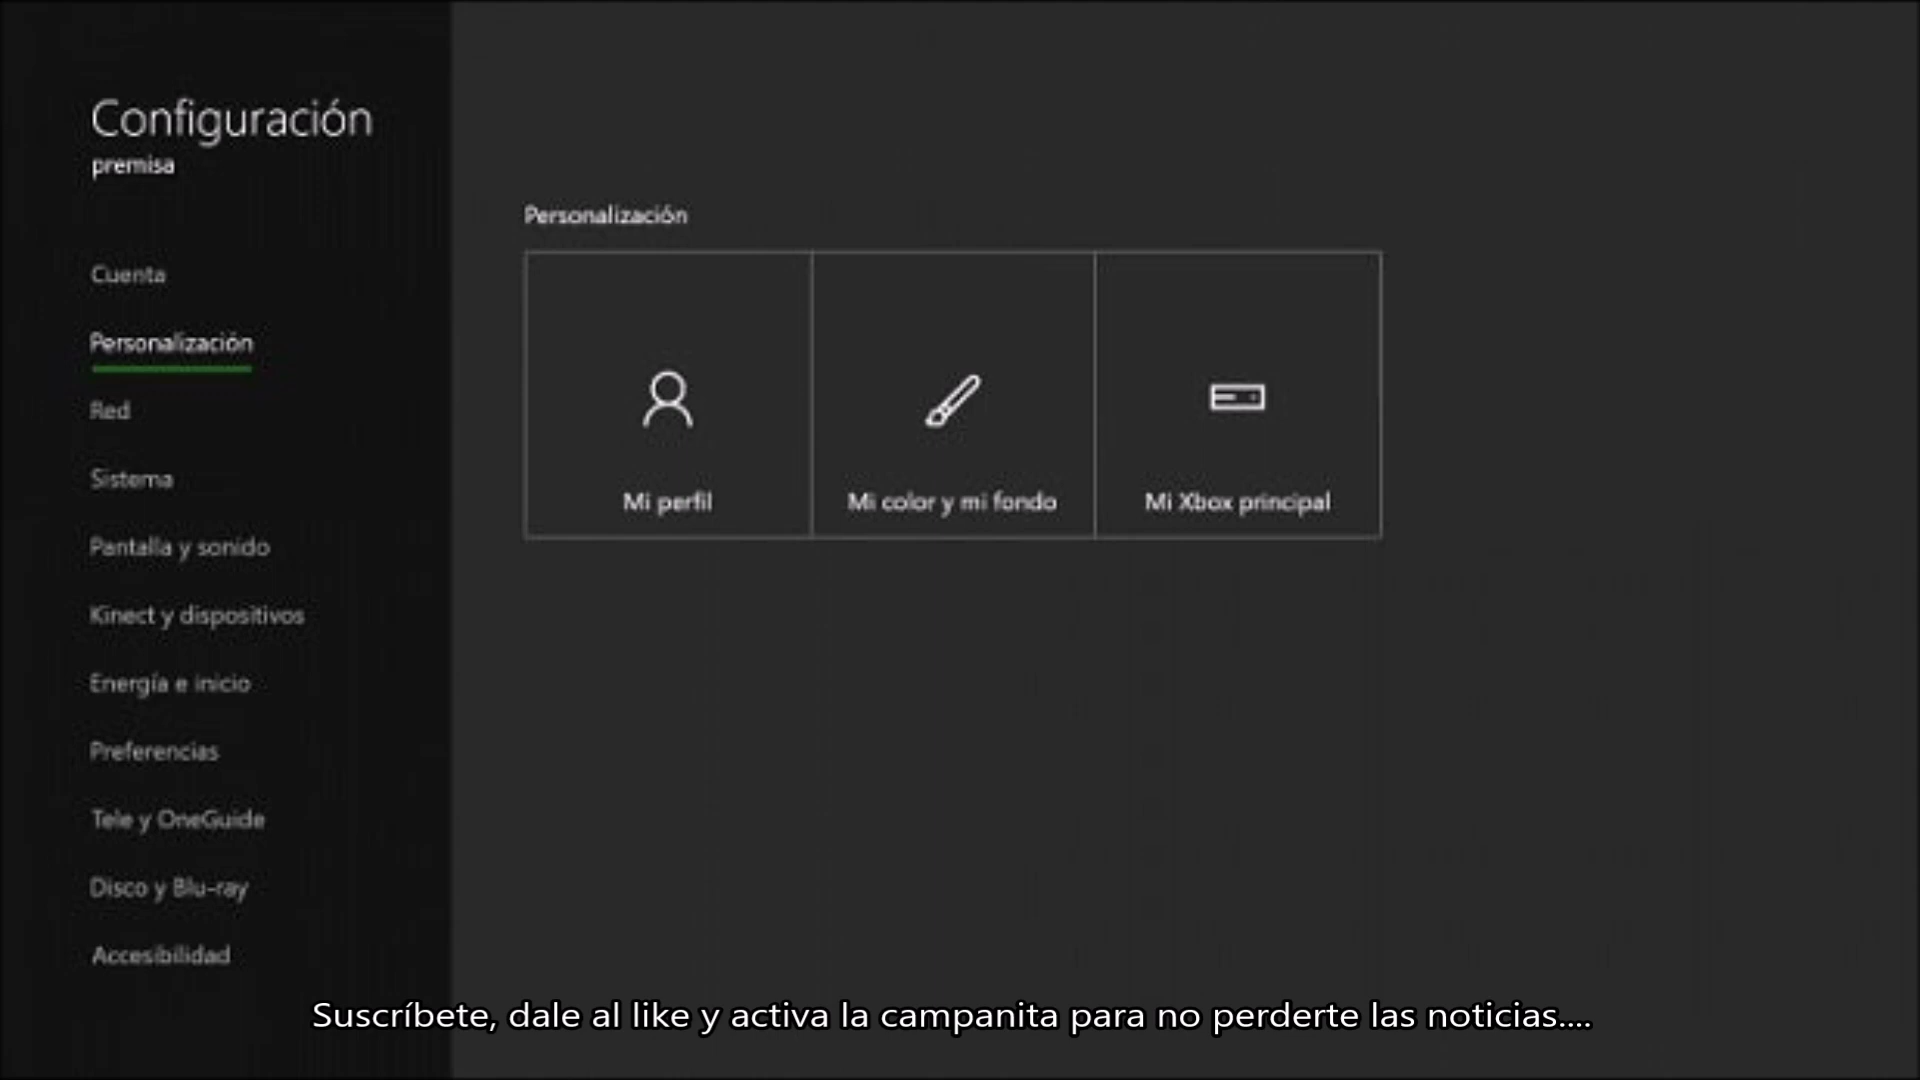 Configuración
premisa
Cuenta
Personalización
Red
Sistema
Pantalla y sonido
Kinect y dispositivos
Energía e inicio
Preferencias
Tele y OneGuide
Disco y Blu-ray
Accesibilidad
Personalización
Mi perfil
Mi color y mi fondo
Mi Xbox principal
Suscríbete, dale al like y activa la campanita para no perderte las noticias....